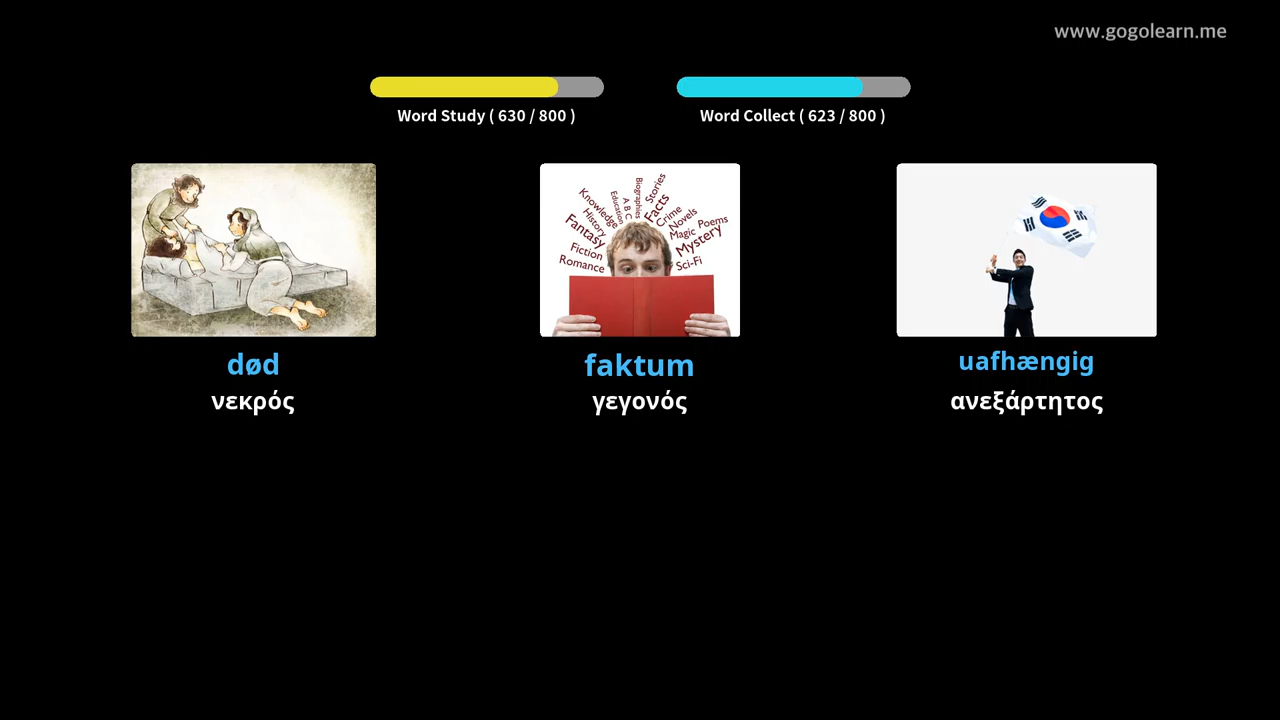 www.gogolearn.me
Word Study ( 630 / 800 )
Word Collect ( 623 / 800 )
Knowledge
Education
History
A B C
Biographies
Stories
Facts
Crime
Novels
Magic
Poems
Fantasy
Mystery
Fiction
Romance
Sci-Fi
død
faktum
uafhængig
νεκρός
γεγονός
ανεξάρτητος